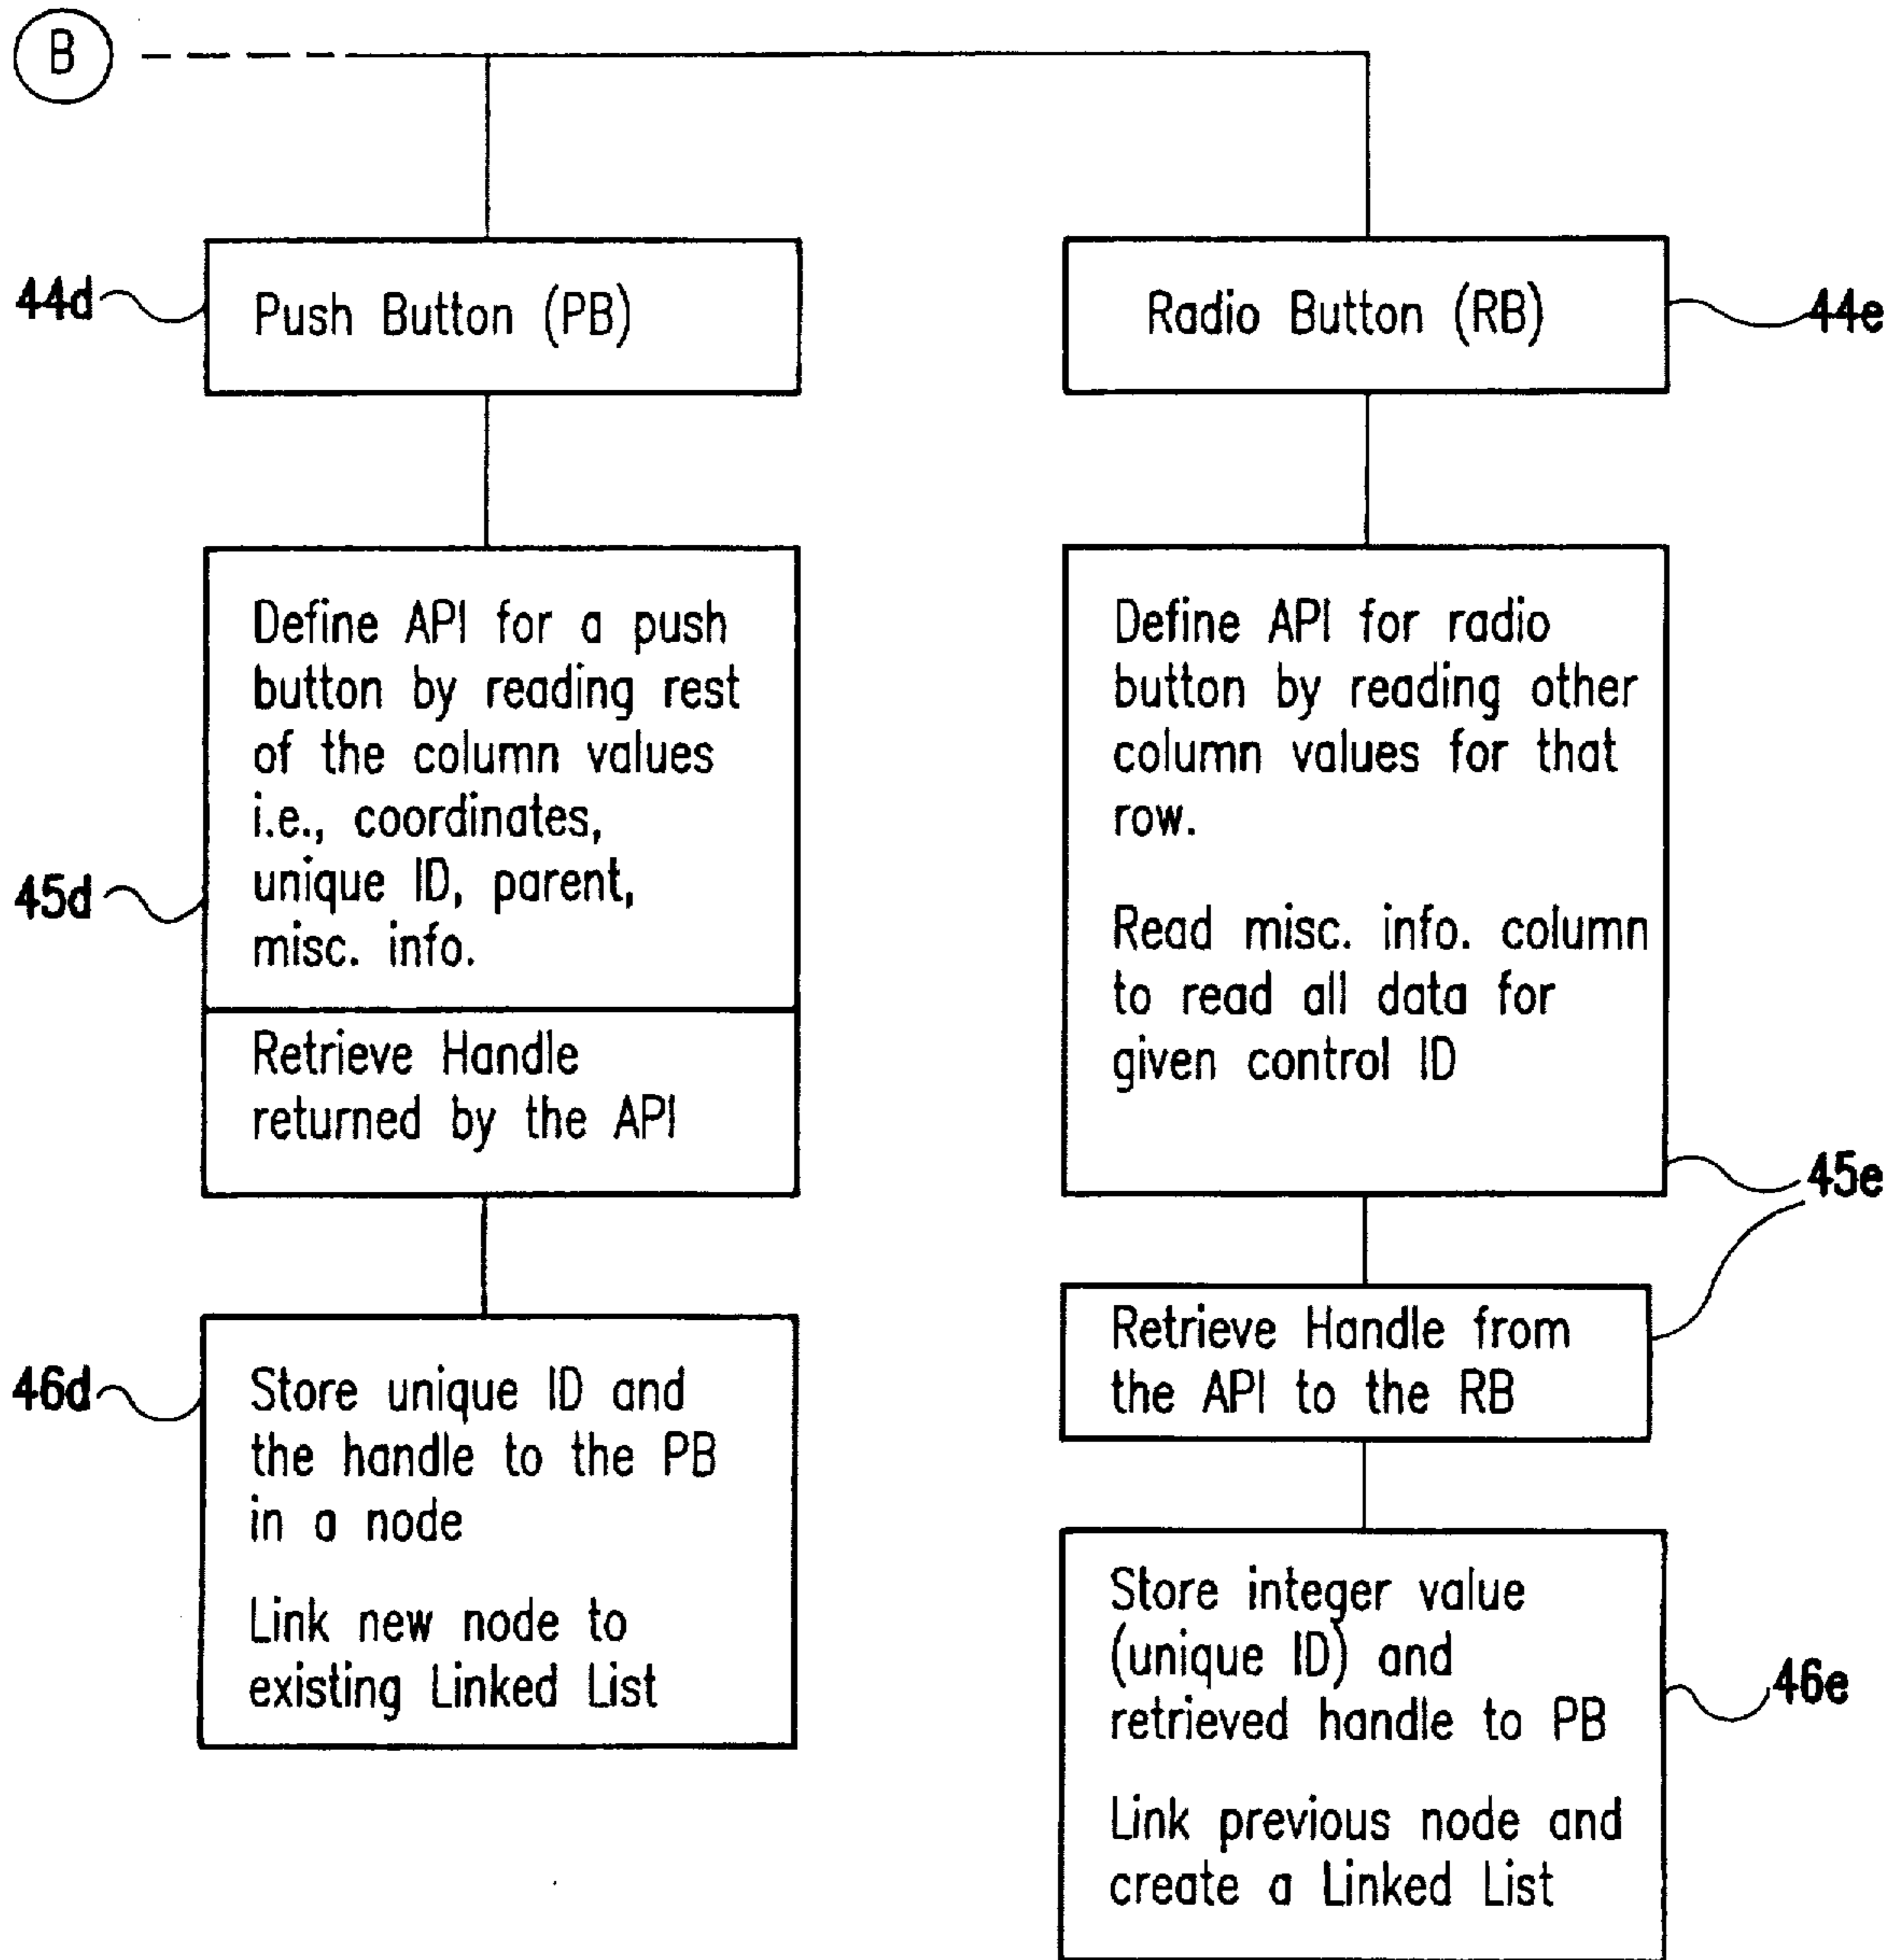 B
44d
Push Button (PB)
Radio Button (RB)
44e
45d
Define API for a push
button by reading rest
of the column values
i.e., coordinates,
unique ID, parent,
misc. info.
Retrieve Handle
returned by the API
Define API for radio
button by reading other
column values for that
row.
Read misc. info. column
to read all data for
given control ID
45e
Retrieve Handle from
the API to the RB
46d
Store unique ID and
the handle to the PB
in a node
Link new node to
existing Linked List
Store integer value
(unique ID) and
retrieved handle to PB
Link previous node and
create a Linked List
46e